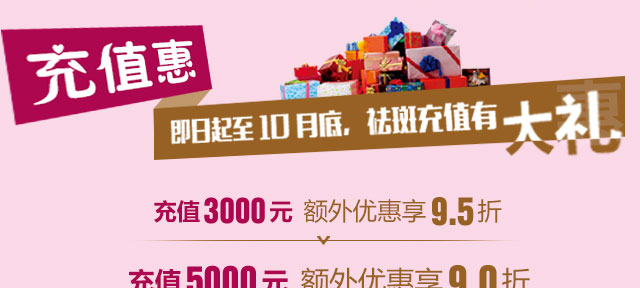 充值惠
即日起至10月底，祛斑充值有大礼
惠
充值3000元 额外优惠享9.5折
充值5000元 额外优惠享9.0折